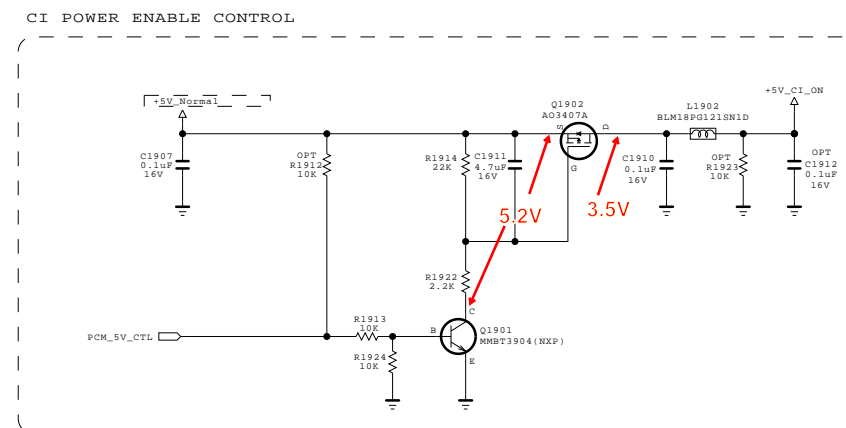 CI POWER ENABLE CONTROL
+5V_Normal
Q1902
AO3407A
+5V_CI_ON
L1902
BLM18PG121SN1D
S
D
G
C1907
0.1uF
16V
OPT
R1912
10K
R1914
22K
C1911
4.7uF
16V
C1910
0.1uF
16V
OPT
R1923
10K
OPT
C1912
0.1uF
16V
5.2V
3.5V
R1922
2.2K
C
R1913
10K
B
Q1901
MMBT3904(NXP)
PCM_5V_CTL
R1924
10K
E